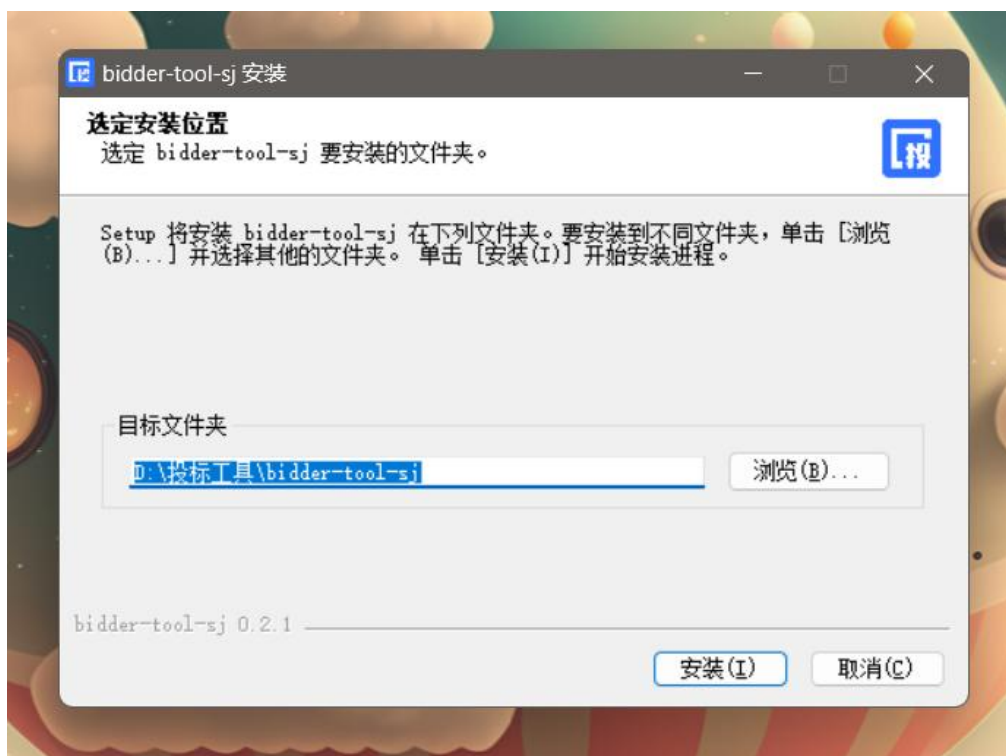 bidder-tool-sj 安装
选定安装位置
选定 bidder-tool-sj 要安装的文件夹。
投
Setup 将安装 bidder-tool-sj 在下列文件夹。要安装到不同文件夹，单击 [浏览
(B)...] 并选择其他的文件夹。 单击 [安装(I)] 开始安装进程。
目标文件夹
D:\投标工具\bidder-tool-sj
浏览(B)...
bidder-tool-sj 0.2.1
安装(I)
取消(C)